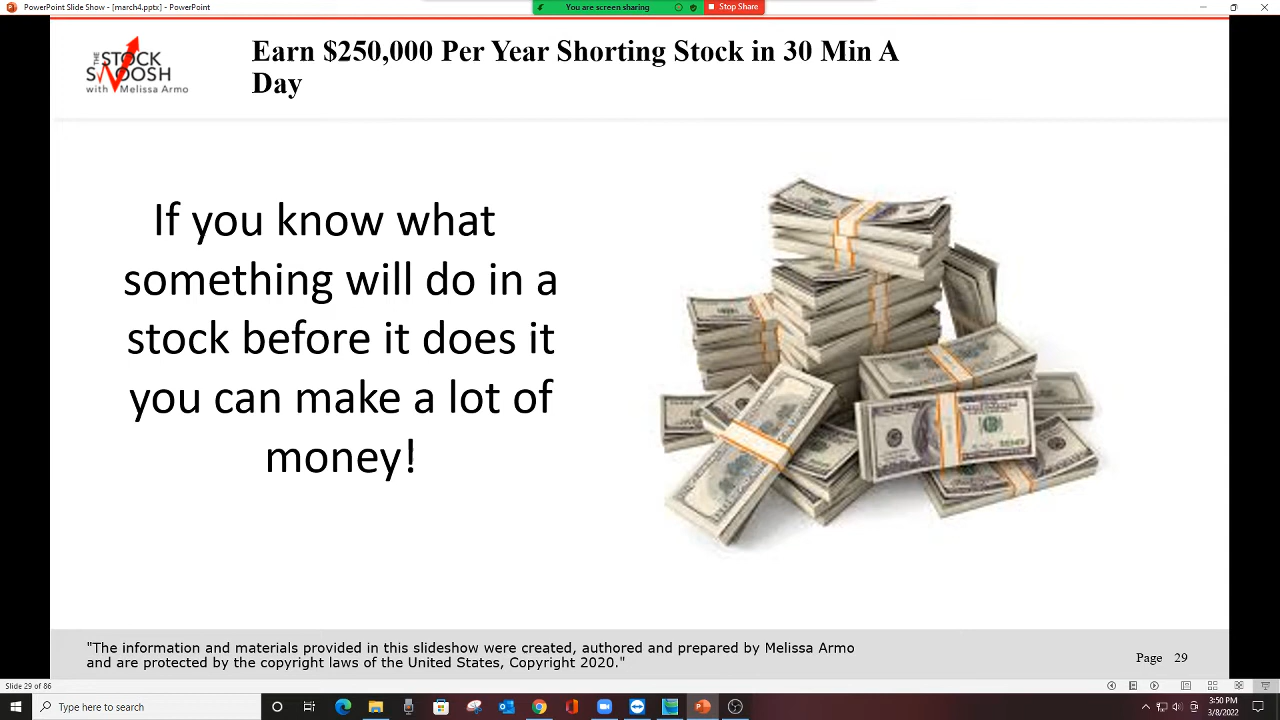 PowerPoint Slide Show - [march4.pptx] - PowerPoint
You are screen sharing
Stop Share
THE
STOCK
SWOOSH
with Melissa Armo
Earn $250,000 Per Year Shorting Stock in 30 Min A
Day
If you know what
something will do in a
stock before it does it
you can make a lot of
money!
"The information and materials provided in this slideshow were created, authored and prepared by Melissa Armo
and are protected by the copyright laws of the United States, Copyright 2020."
Page 29
Slide 29 of 86
Type here to search
3:50 PM
3/8/2022